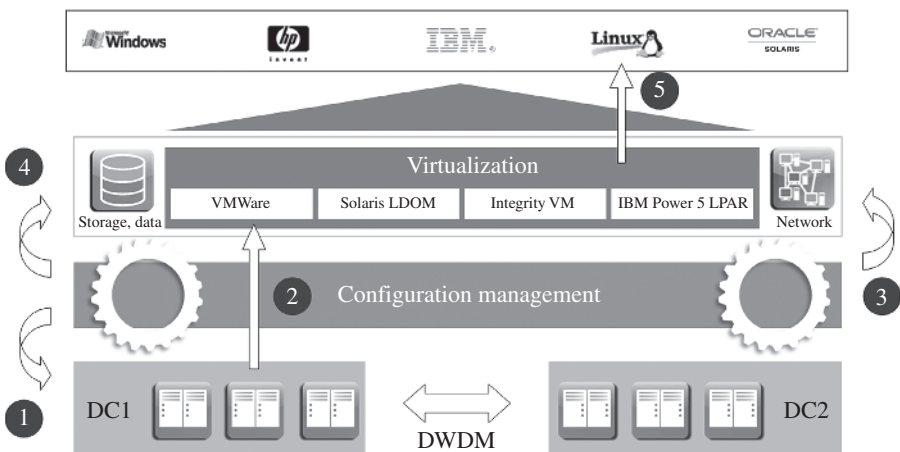 Microsoft
Windows
hp
invent
IBM
Linux
ORACLE
SOLARIS
5
4
Virtualization
Storage, data
VMWare
Solaris LDOM
Integrity VM
IBM Power 5 LPAR
Network
2
Configuration management
3
1
DC1
DWDM
DC2